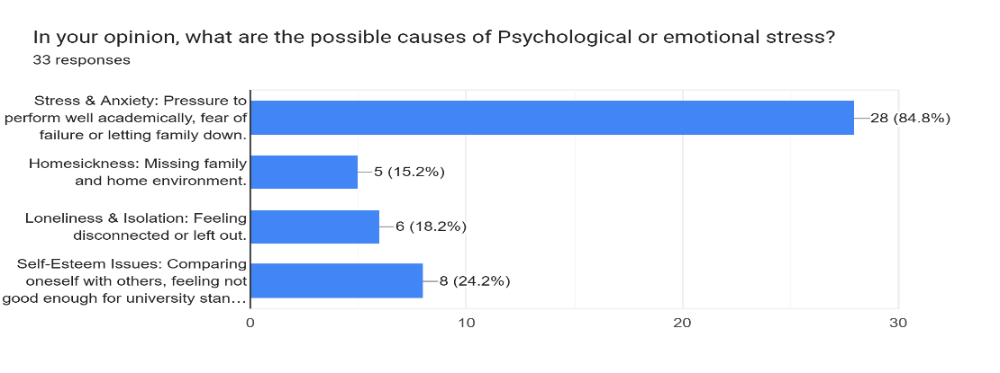 In your opinion, what are the possible causes of Psychological or emotional stress?
33 responses
Stress & Anxiety: Pressure to
perform well academically, fear of
failure or letting family down.
28 (84.8%)
Homesickness: Missing family
and home environment.
5 (15.2%)
Loneliness & Isolation: Feeling
disconnected or left out.
6 (18.2%)
Self-Esteem Issues: Comparing
oneself with others, feeling not
good enough for university stan…
8 (24.2%)
0 10 20 30